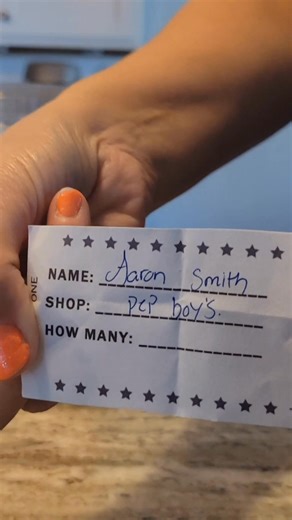 NAME: Aaron Smith
SHOP: PEP boy's.
HOW MANY:
ONE